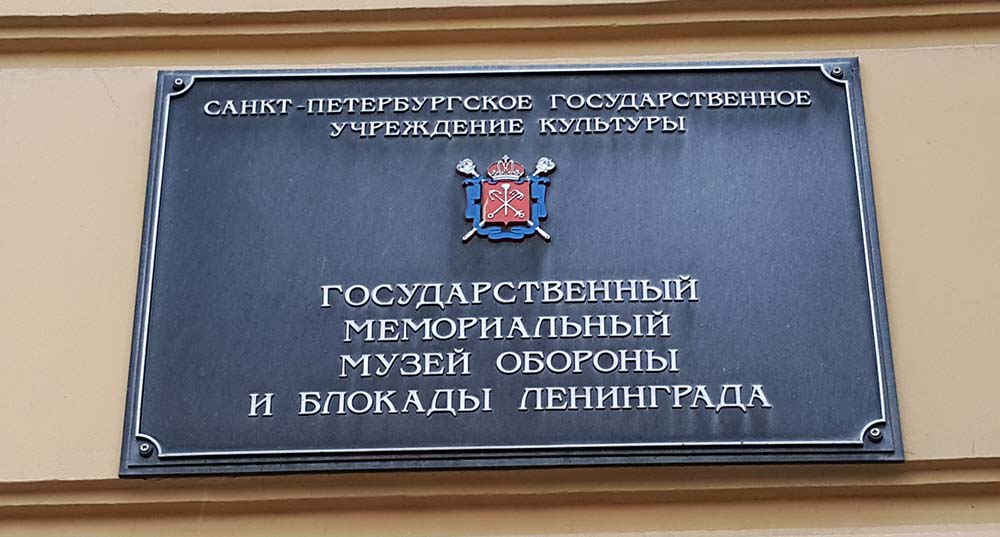 САНКТ-ПЕТЕРБУРГСКОЕ ГОСУДАРСТВЕННОЕ
УЧРЕЖДЕНИЕ КУЛЬТУРЫ
ГОСУДАРСТВЕННЫЙ
МЕМОРИАЛЬНЫЙ
МУЗЕЙ ОБОРОНЫ
И БЛОКАДЫ ЛЕНИНГРАДА